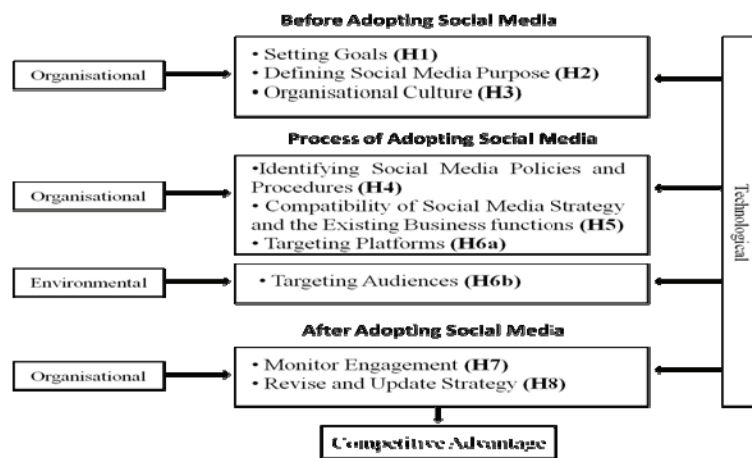 Before Adopting Social Media
Organisational
• Setting Goals (H1)
• Defining Social Media Purpose (H2)
• Organisational Culture (H3)
Process of Adopting Social Media
Organisational
•Identifying Social Media Policies and
Procedures (H4)
• Compatibility of Social Media Strategy
and the Existing Business functions (H5)
• Targeting Platforms (H6a)
Environmental
• Targeting Audiences (H6b)
After Adopting Social Media
Organisational
• Monitor Engagement (H7)
• Revise and Update Strategy (H8)
Competitive Advantage
Technological